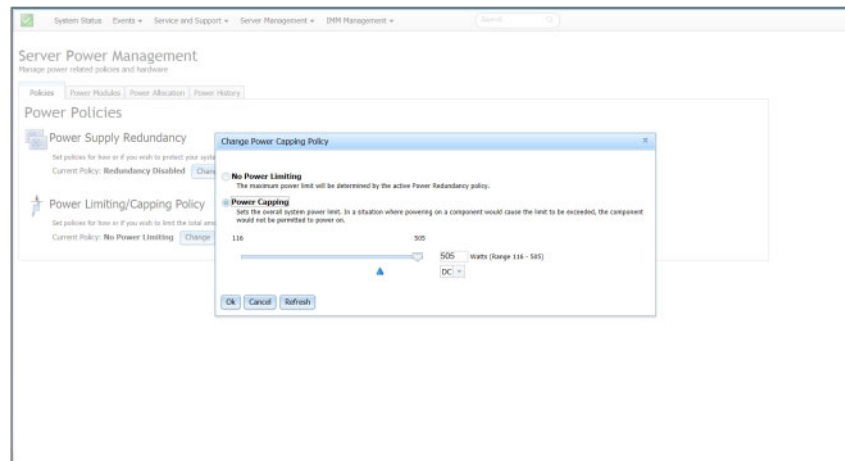 System Status Events Service and Support Server Management IMM Management Search
Server Power Management
Manage power related policies and hardware
Policies Power Modules Power Allocation Power History
Power Policies
Power Supply Redundancy
Set policies for how or if you wish to protect your syste
Current Policy: Redundancy Disabled Chan
Power Limiting/Capping Policy
Set policies for how or if you wish to limit the total amo
Current Policy: No Power Limiting Change
Change Power Capping Policy
No Power Limiting
The maximum power limit will be determined by the active Power Redundancy policy.
Power Capping
Sets the overall system power limit. In a situation where powering on a component would cause the limit to be exceeded, the component
would not be permitted to power on.
116 505
505 Watts (Range 116 - 505)
DC
Ok Cancel Refresh